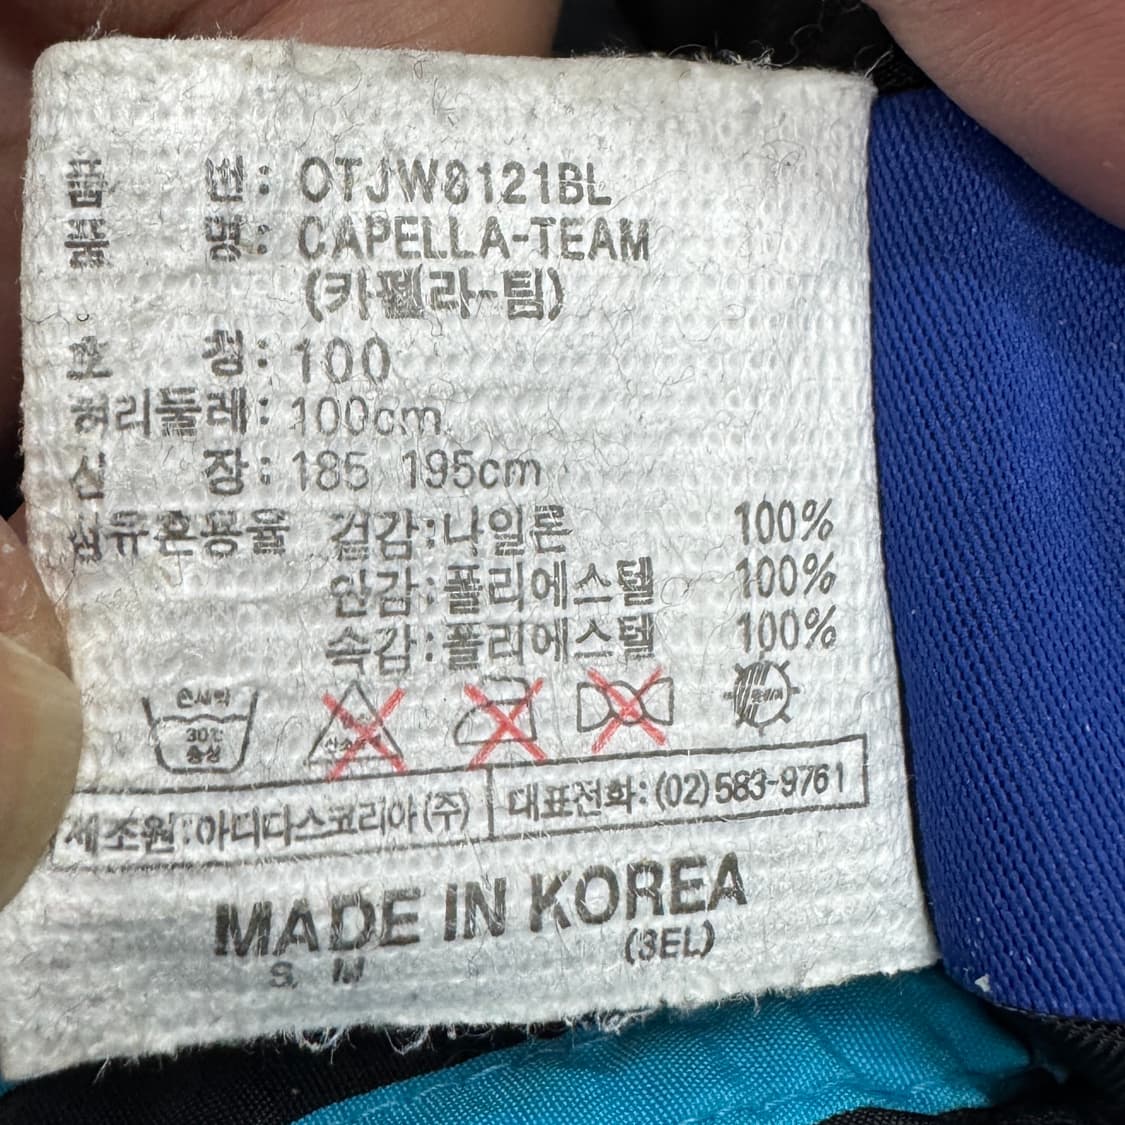 품 번: OTJW8121BL
품 명: CAPELLA-TEAM
(카펠라-팀)
호 칭: 100
허리둘레: 100cm
신 장: 185 195cm
섬유혼용율 겉감:나일론 100%
안감:폴리에스텔 100%
속감:폴리에스텔 100%
손세탁
30℃
중성
제조원:아디다스코리아(주) 대표전화:(02)583-9761
MADE IN KOREA
S. M (3EL)